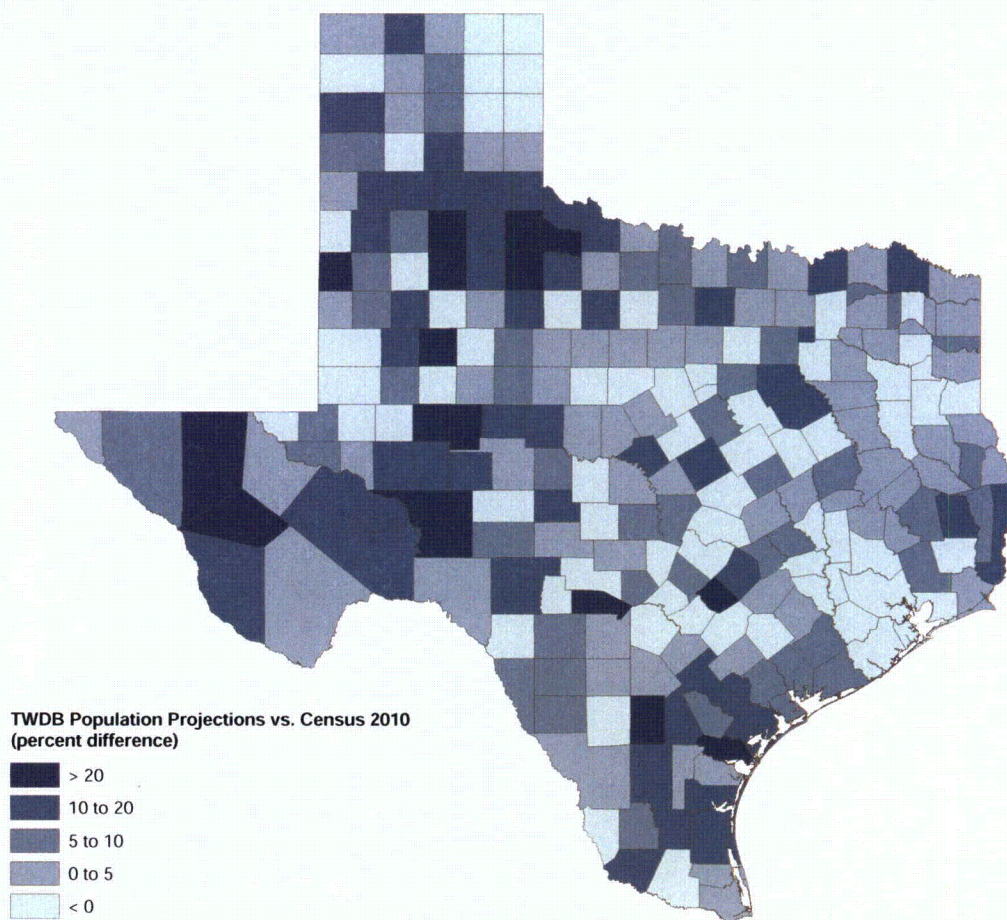 TWDB Population Projections vs. Census 2010
(percent difference)
> 20
10 to 20
5 to 10
0 to 5
< 0